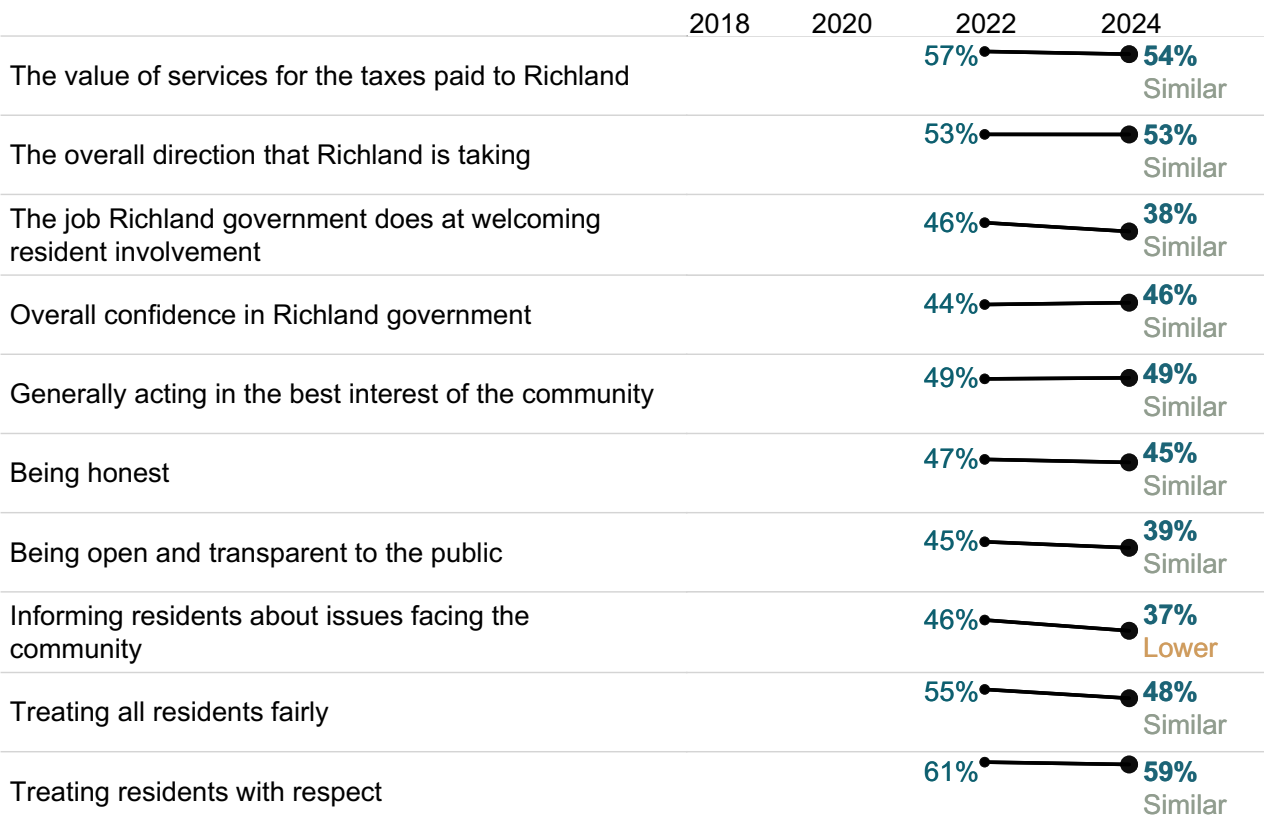 2018 2020 2022 2024
The value of services for the taxes paid to Richland 57% 54%
Similar
The overall direction that Richland is taking 53% 53%
Similar
The job Richland government does at welcoming
resident involvement 46% 38%
Similar
Overall confidence in Richland government 44% 46%
Similar
Generally acting in the best interest of the community 49% 49%
Similar
Being honest 47% 45%
Similar
Being open and transparent to the public 45% 39%
Similar
Informing residents about issues facing the
community 46% 37%
Lower
Treating all residents fairly 55% 48%
Similar
Treating residents with respect 61% 59%
Similar